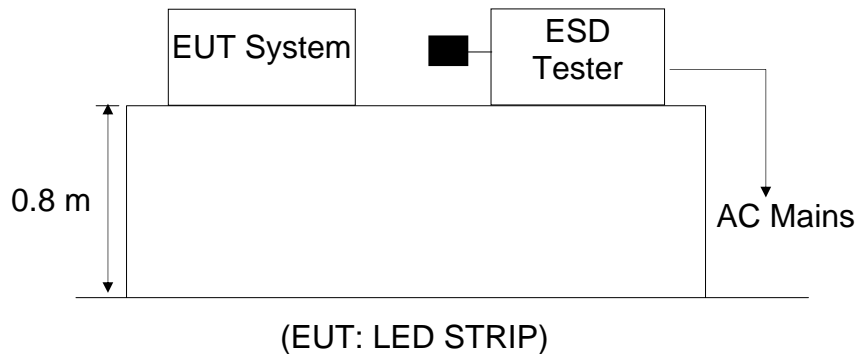 EUT System
ESD
Tester
0.8 m
AC Mains
(EUT: LED STRIP)